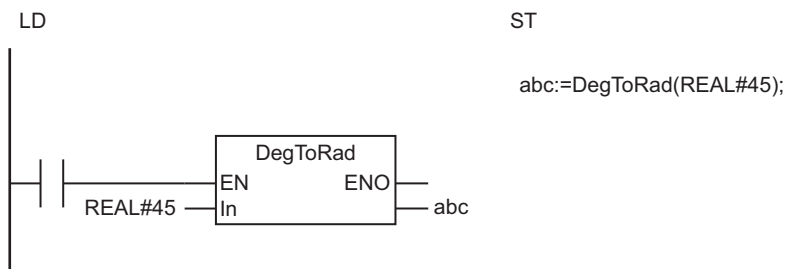 LD
ST
abc:=DegToRad(REAL#45);
DegToRad
EN ENO
REAL#45 In abc